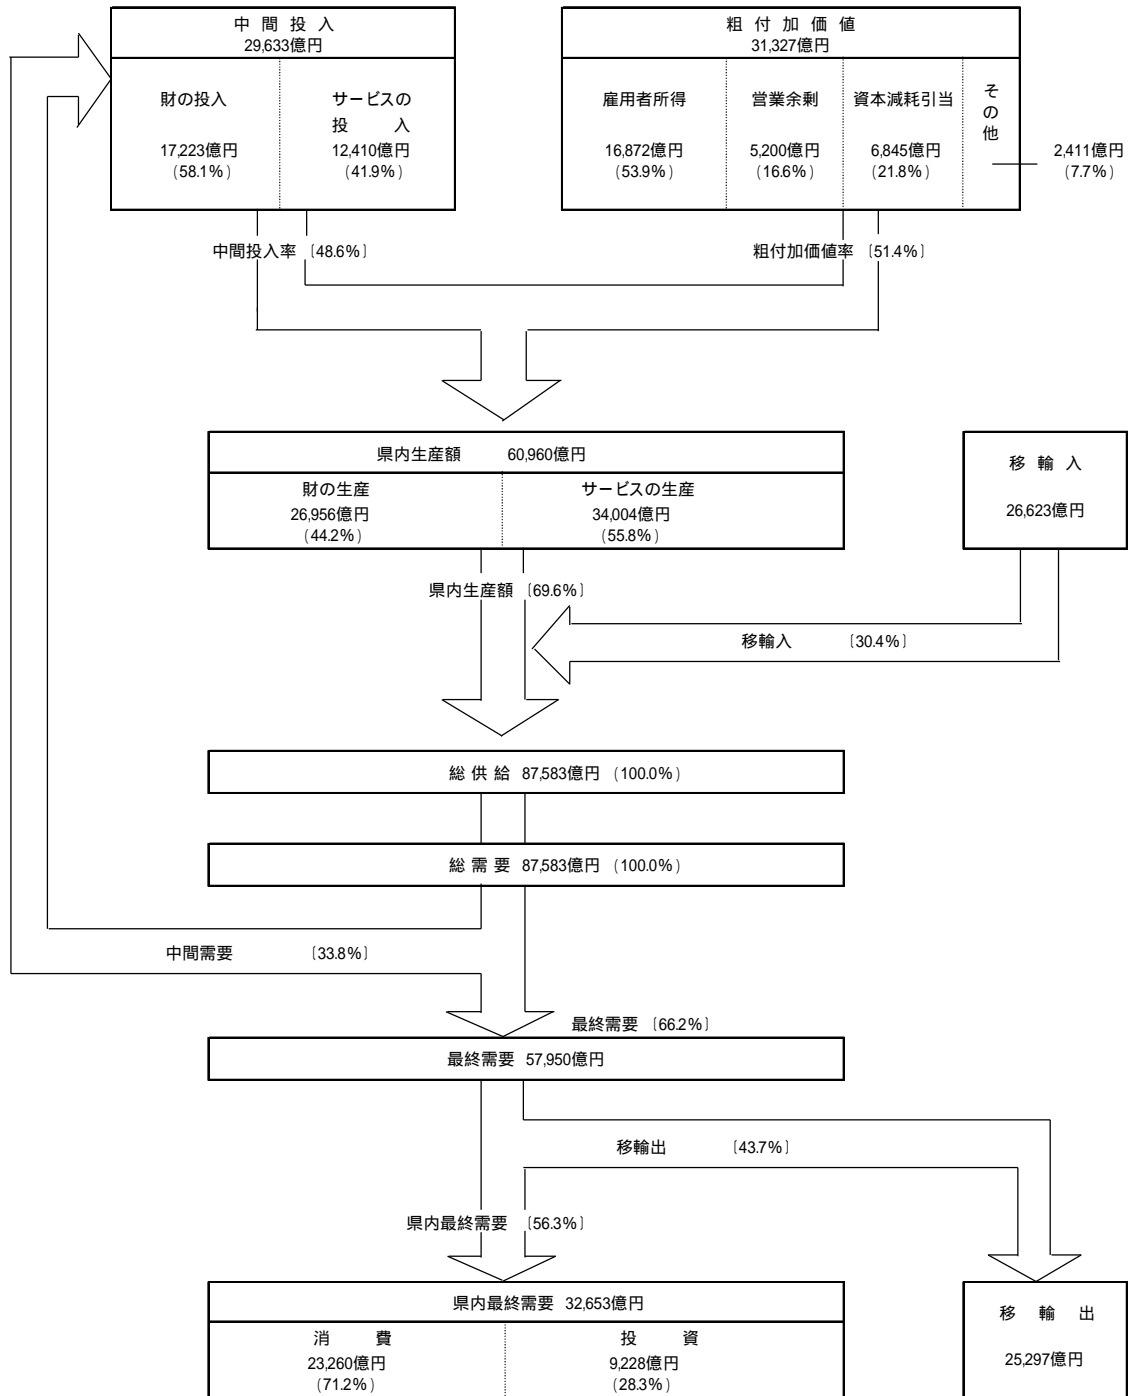 中間投入
29,633億円
財の投入
17,223億円
(58.1%)
サービスの
投入
12,410億円
(41.9%)
粗付加価値
31,327億円
雇用者所得
16,872億円
(53.9%)
営業余剰
5,200億円
(16.6%)
資本減耗引当
6,845億円
(21.8%)
その他
2,411億円
(7.7%)
中間投入率 [48.6%]
粗付加価値率 [51.4%]
県内生産額 60,960億円
財の生産
26,956億円
(44.2%)
サービスの生産
34,004億円
(55.8%)
移輸入
26,623億円
県内生産額 [69.6%]
移輸入 [30.4%]
総供給 87,583億円 (100.0%)
総需要 87,583億円 (100.0%)
中間需要 [33.8%]
最終需要 [66.2%]
最終需要 57,950億円
移輸出 [43.7%]
県内最終需要 [56.3%]
県内最終需要 32,653億円
消費
23,260億円
(71.2%)
投資
9,228億円
(28.3%)
移輸出
25,297億円